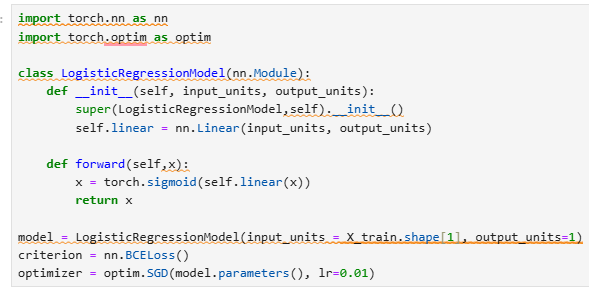 import torch.nn as nn
import torch.optim as optim
class LogisticRegressionModel(nn.Module):
    def __init__(self, input_units, output_units):
        super(LogisticRegressionModel,self).__init__()
        self.linear = nn.Linear(input_units, output_units)
    def forward(self,x):
        x = torch.sigmoid(self.linear(x))
        return x
model = LogisticRegressionModel(input_units = X_train.shape[1], output_units=1)
criterion = nn.BCELoss()
optimizer = optim.SGD(model.parameters(), lr=0.01)